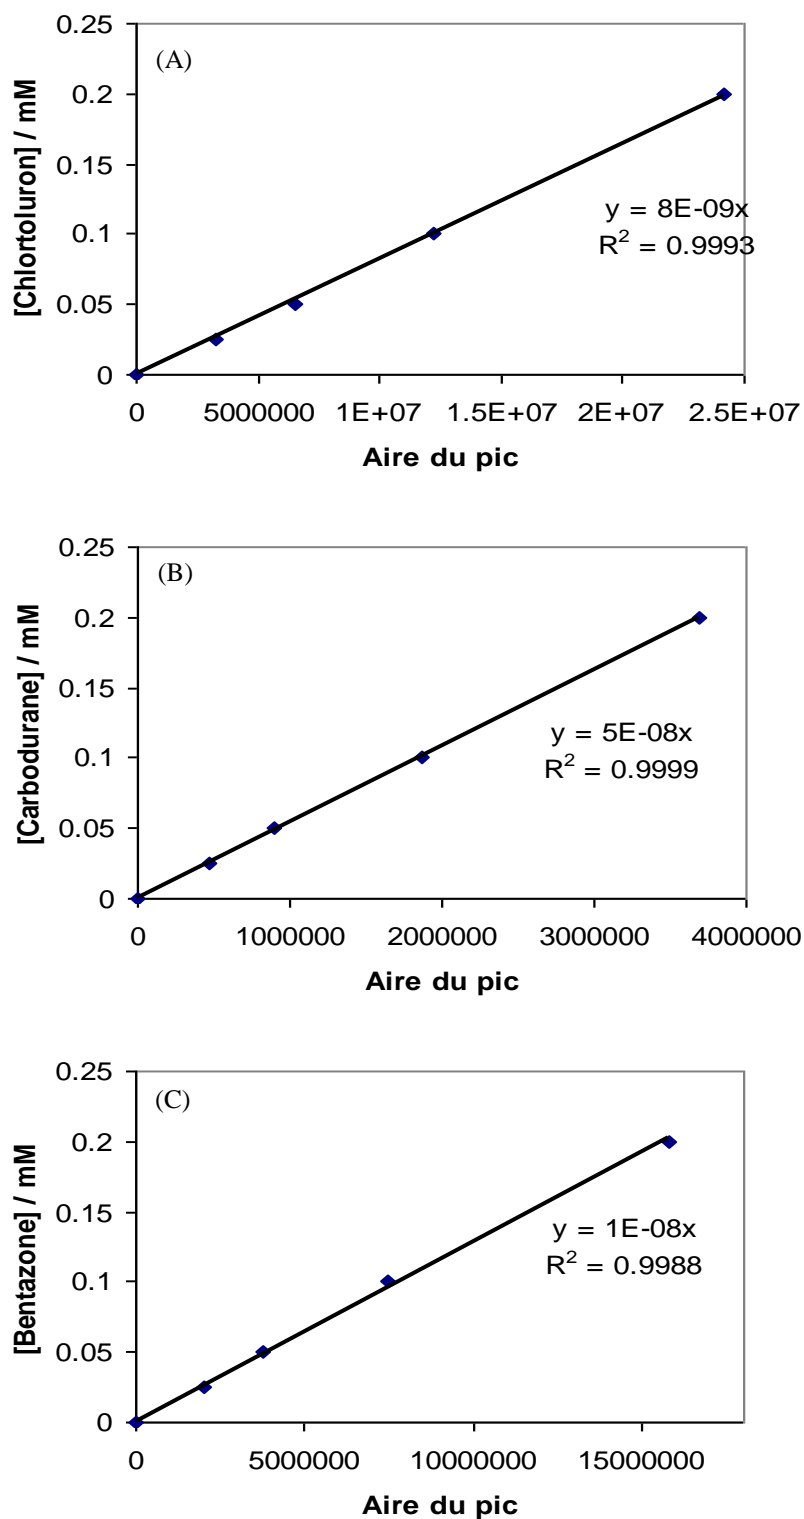 (A)
[Chlortoluron] / mM
0.25
0.2
0.15
0.1
0.05
0
y = 8E-09x
R² = 0.9993
0 5000000 1E+07 1.5E+07 2E+07 2.5E+07
Aire du pic
(B)
[Carbodurane] / mM
0.25
0.2
0.15
0.1
0.05
0
y = 5E-08x
R² = 0.9999
0 1000000 2000000 3000000 4000000
Aire du pic
(C)
[Bentazone] / mM
0.25
0.2
0.15
0.1
0.05
0
y = 1E-08x
R² = 0.9988
0 5000000 10000000 15000000
Aire du pic